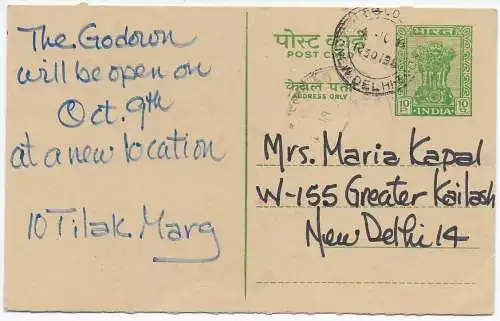 The Godown
will be open on
Oct. 9th
at a new location
10 Tilak Marg
पोस्ट कार्ड
POST CARD
केवल पता
ADDRESS ONLY
भारत
10 10
INDIA
NEW DELHI
Mrs. Maria Kapal
W-155 Greater Kailash
New Delhi 14